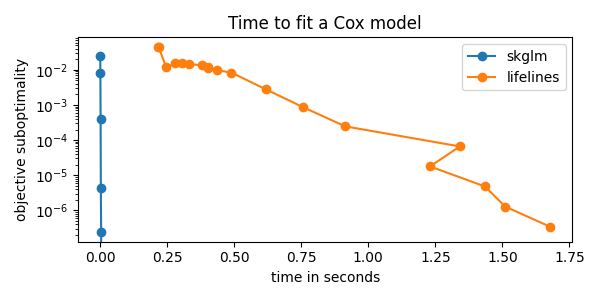 Time to fit a Cox model
skglm
lifelines
objective suboptimality
10⁻²
10⁻³
10⁻⁴
10⁻⁵
10⁻⁶
0.00 0.25 0.50 0.75 1.00 1.25 1.50 1.75
time in seconds